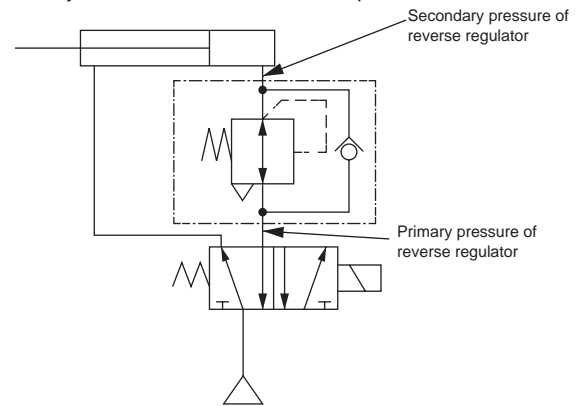 Secondary pressure of
reverse regulator
Primary pressure of
reverse regulator